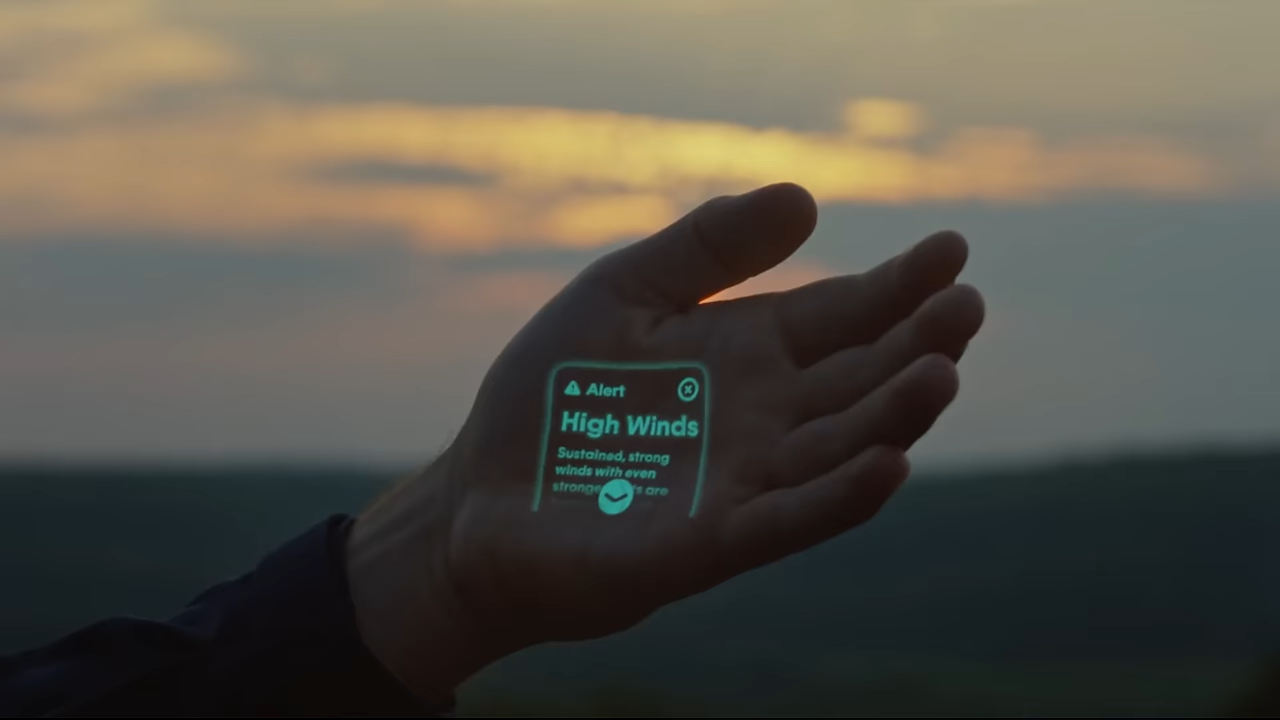 Alert
High Winds
Sustained, strong
winds with even
are